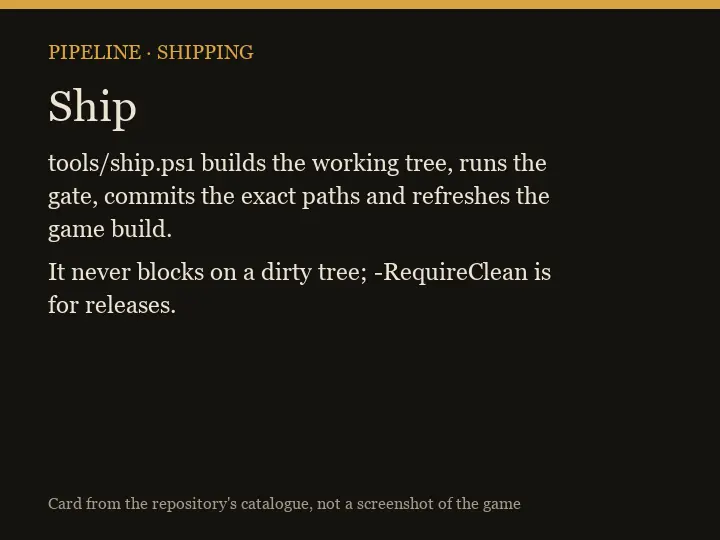 PIPELINE · SHIPPING
Ship
tools/ship.ps1 builds the working tree, runs the
gate, commits the exact paths and refreshes the
game build.
It never blocks on a dirty tree; -RequireClean is
for releases.
Card from the repository's catalogue, not a screenshot of the game